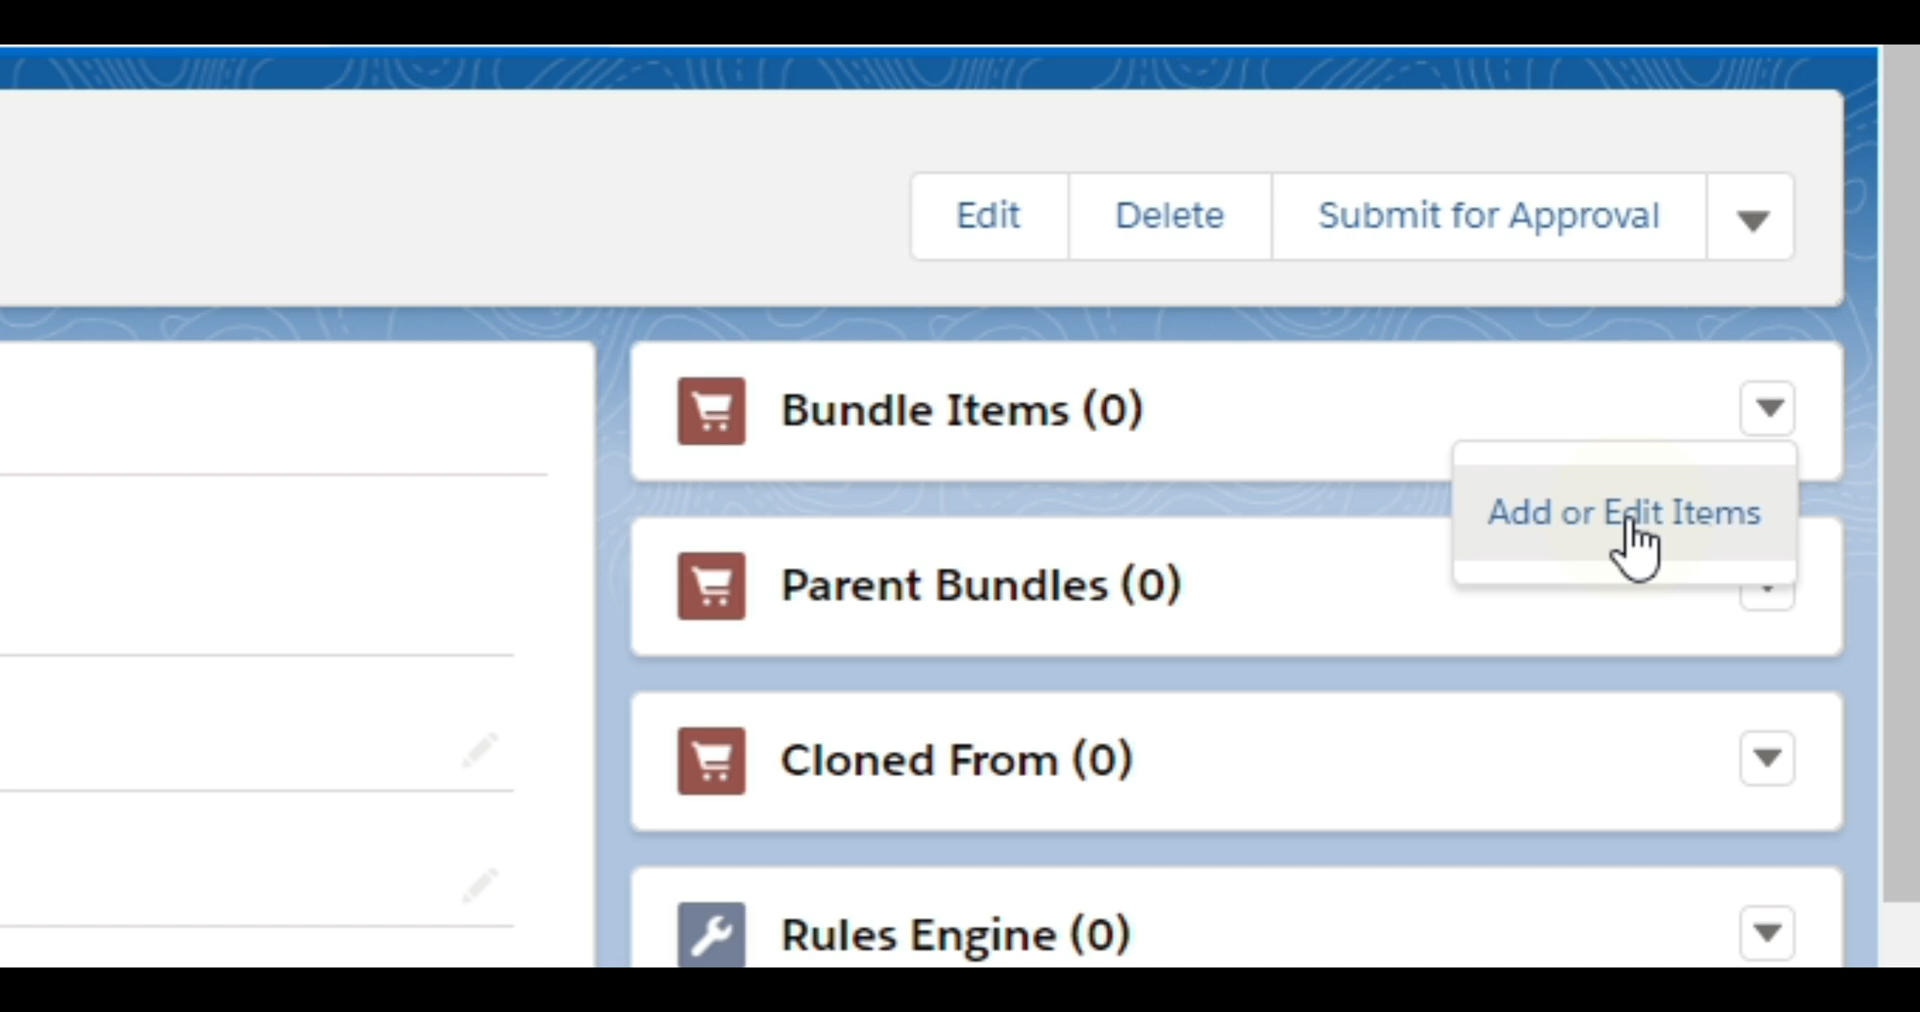 Edit Delete Submit for Approval
Bundle Items (0)
Add or Edit Items
Parent Bundles (0)
Cloned From (0)
Rules Engine (0)